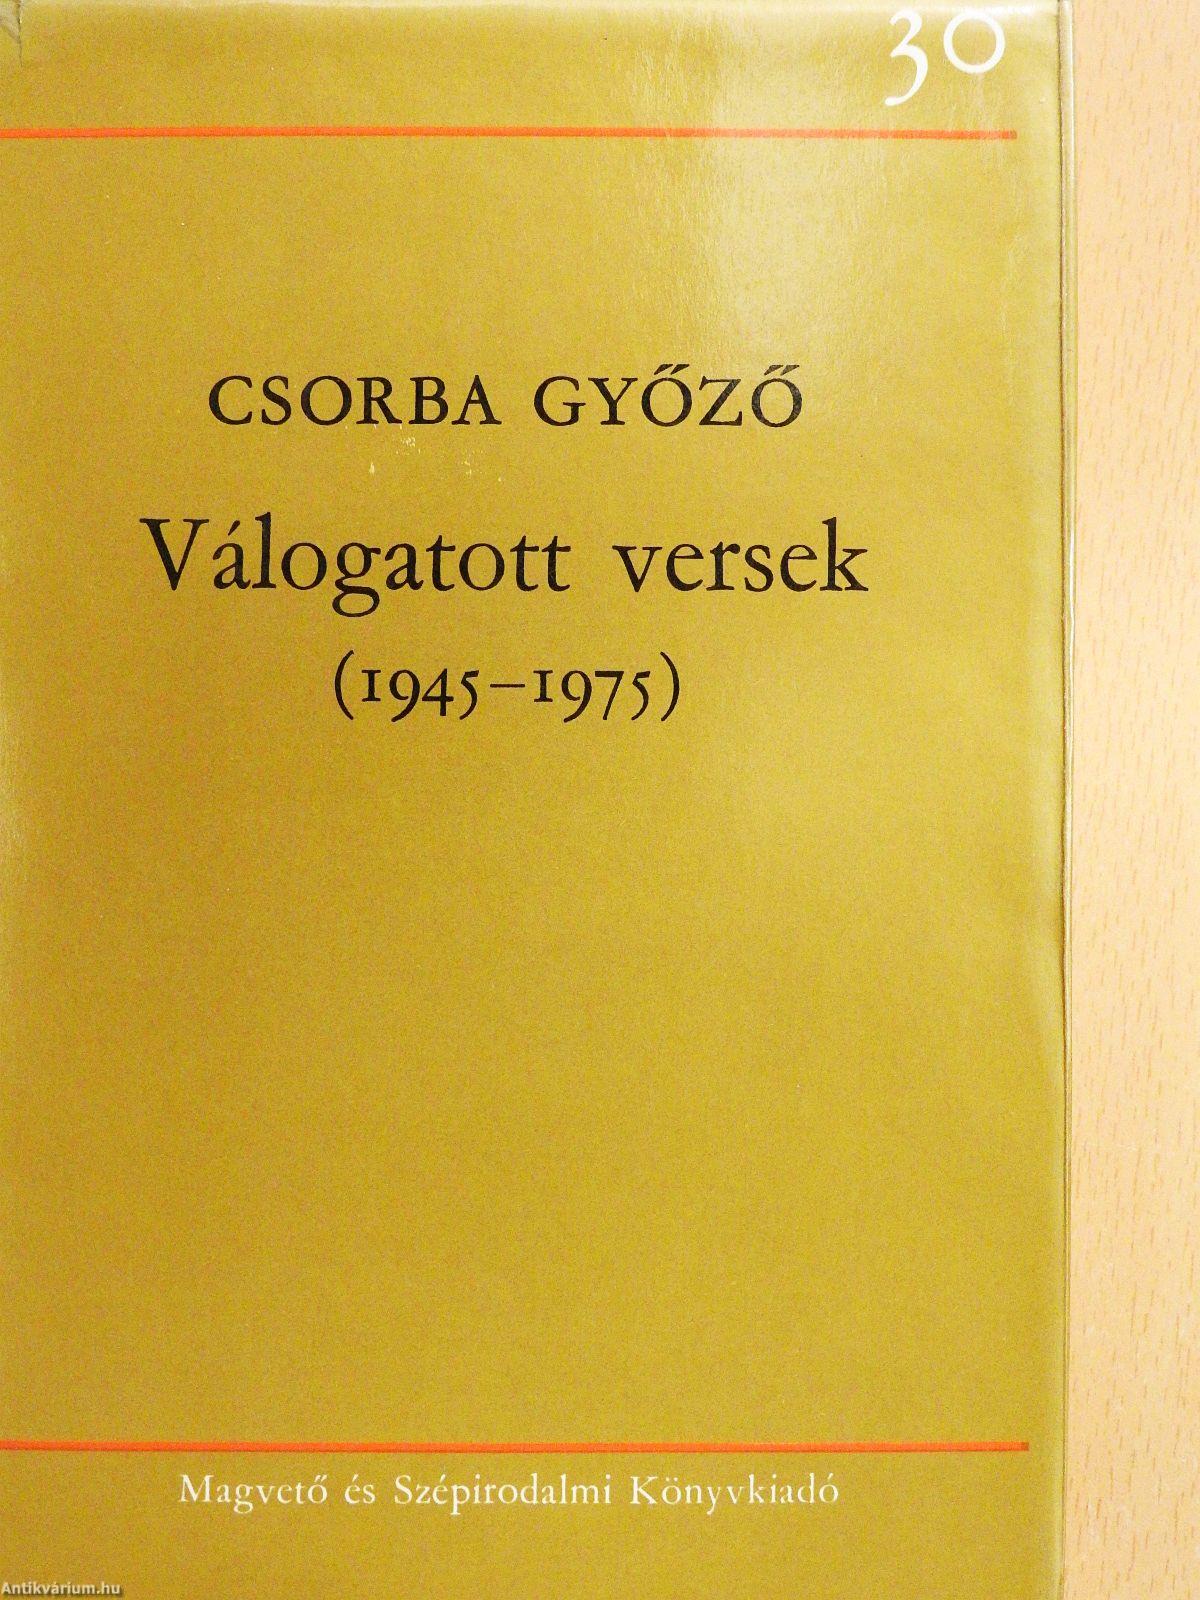 30
CSORBA GYŐZŐ
Válogatott versek
(1945–1975)
Magvető és Szépirodalmi Könyvkiadó
Antikvárium.hu